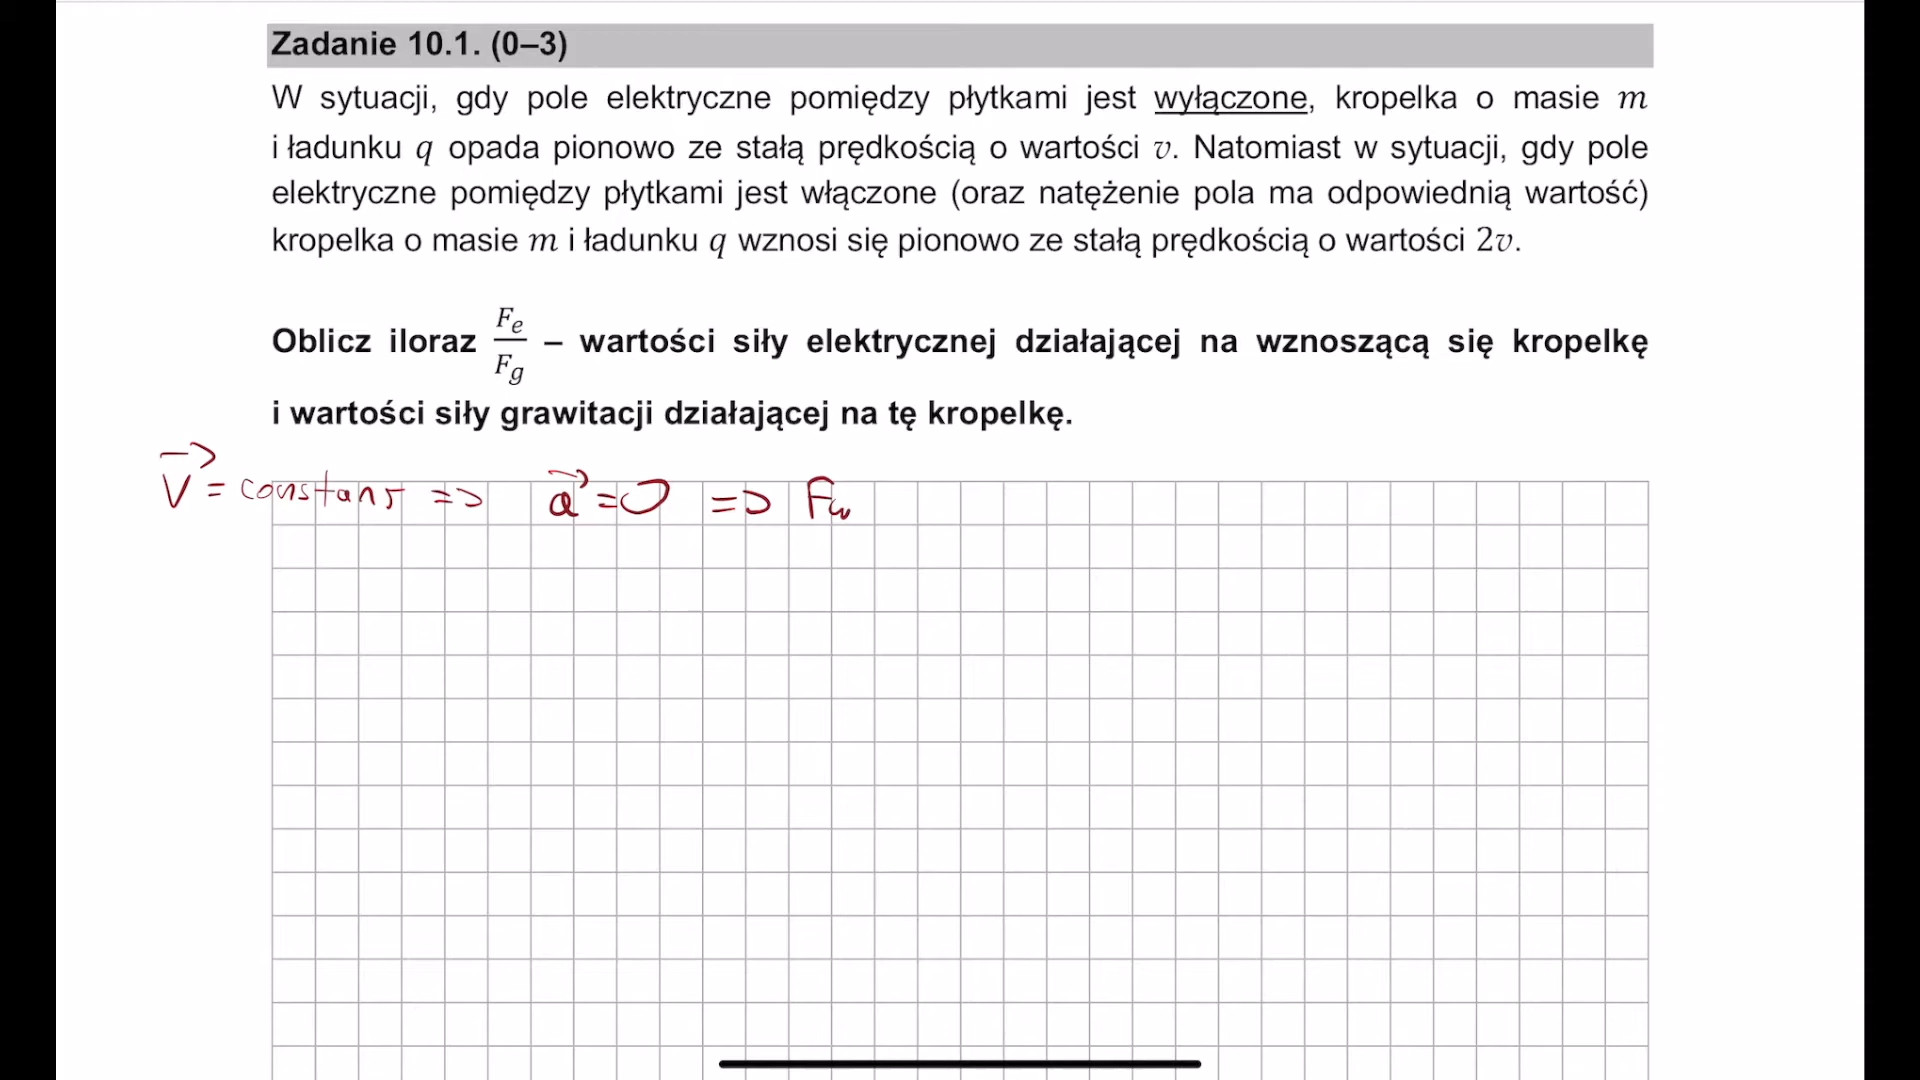 Zadanie 10.1. (0–3)
W sytuacji, gdy pole elektryczne pomiędzy płytkami jest wyłączone, kropelka o masie m
i ładunku q opada pionowo ze stałą prędkością o wartości v. Natomiast w sytuacji, gdy pole
elektryczne pomiędzy płytkami jest włączone (oraz natężenie pola ma odpowiednią wartość)
kropelka o masie m i ładunku q wznosi się pionowo ze stałą prędkością o wartości 2v.
Oblicz iloraz Fe/Fg – wartości siły elektrycznej działającej na wznoszącą się kropelkę
i wartości siły grawitacji działającej na tę kropelkę.
V⃗ = constans => a⃗ = 0 => Fw